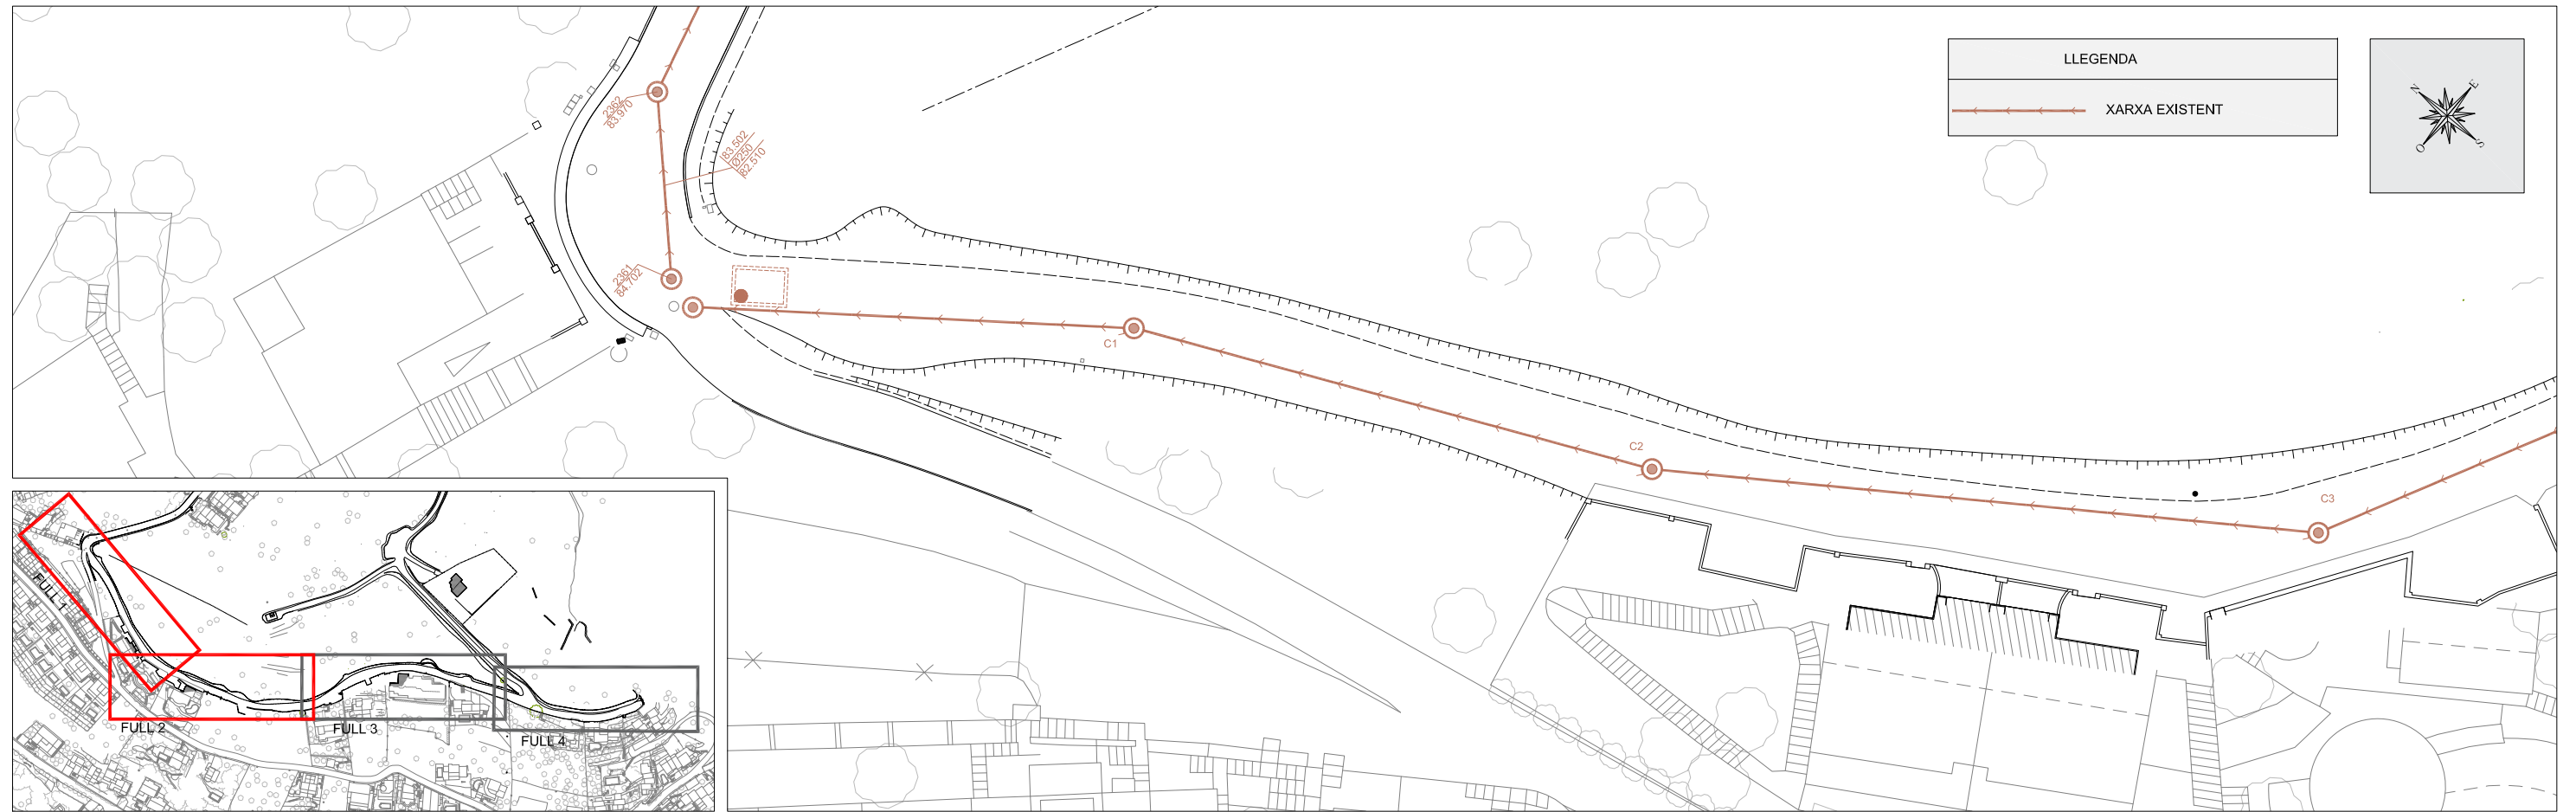 LLEGENDA
XARXA EXISTENT
N
E
O
S
2362
83.970
|83.502
|Ø250
|82.510
2361
84.702
C1
C2
C3
FULL 1
FULL 2
FULL 3
FULL 4